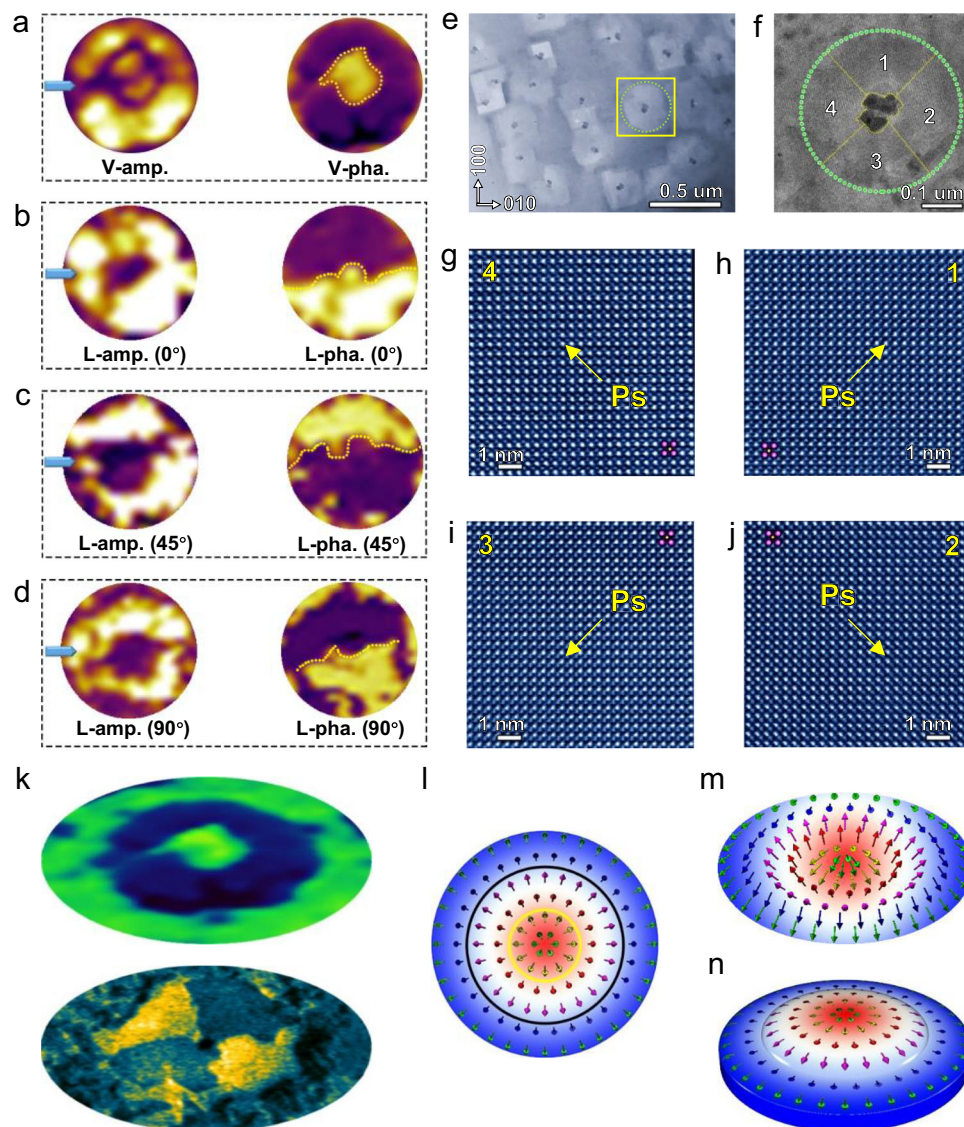 a
V-amp. V-pha.
b
L-amp. (0°) L-pha. (0°)
c
L-amp. (45°) L-pha. (45°)
d
L-amp. (90°) L-pha. (90°)
e
100
010
0.5 um
f
1
4 2
3
0.1 um
g
4
Ps
1 nm
h
1
Ps
1 nm
i
3
Ps
1 nm
j
2
Ps
1 nm
k
l
m
n